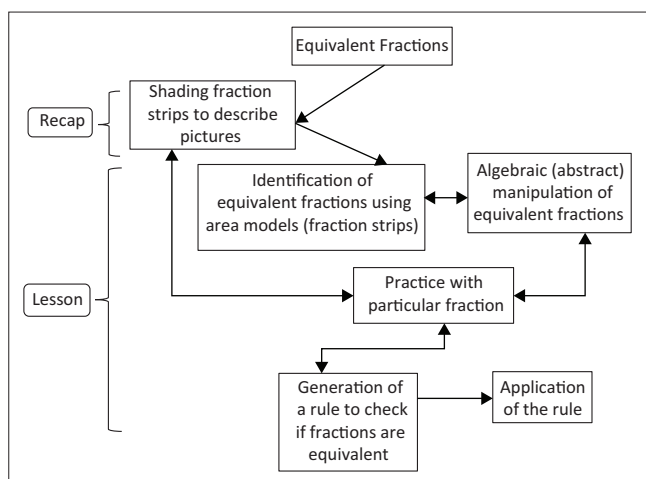 Equivalent Fractions
Recap
Shading fraction
strips to describe
pictures
Lesson
Identification of
equivalent fractions using
area models (fraction strips)
Algebraic (abstract)
manipulation of
equivalent fractions
Practice with
particular fraction
Generation of
a rule to check
if fractions are
equivalent
Application
of the rule